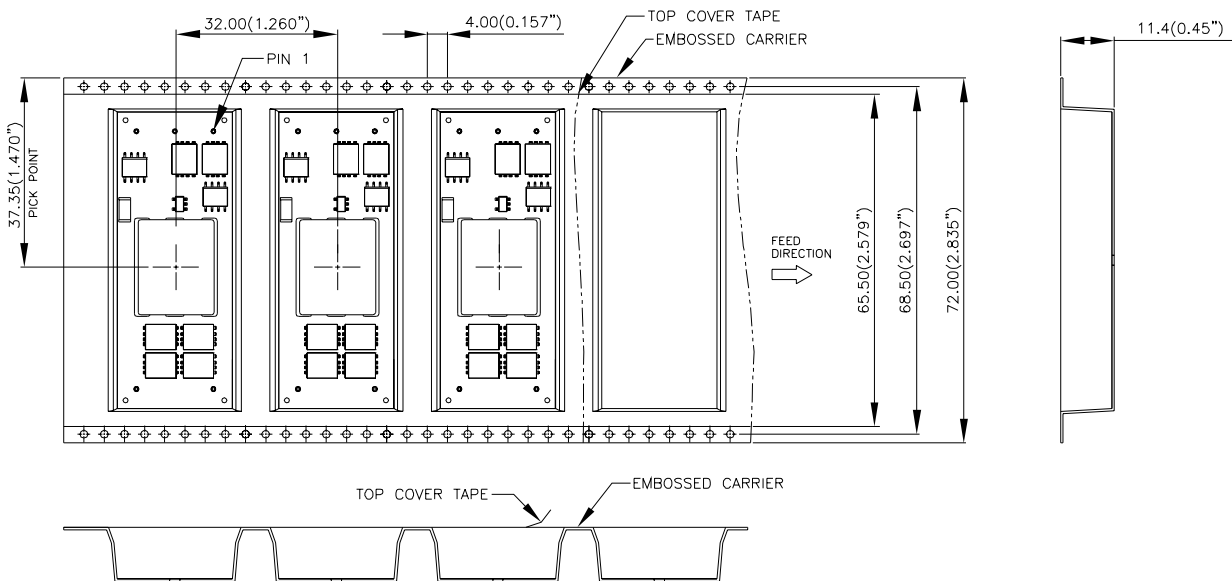 32.00(1.260”)
4.00(0.157”)
TOP COVER TAPE
EMBOSSED CARRIER
11.4(0.45”)
PIN 1
37.35(1.470”)
PICK POINT
FEED
DIRECTION
65.50(2.579”)
68.50(2.697”)
72.00(2.835”)
TOP COVER TAPE
EMBOSSED CARRIER